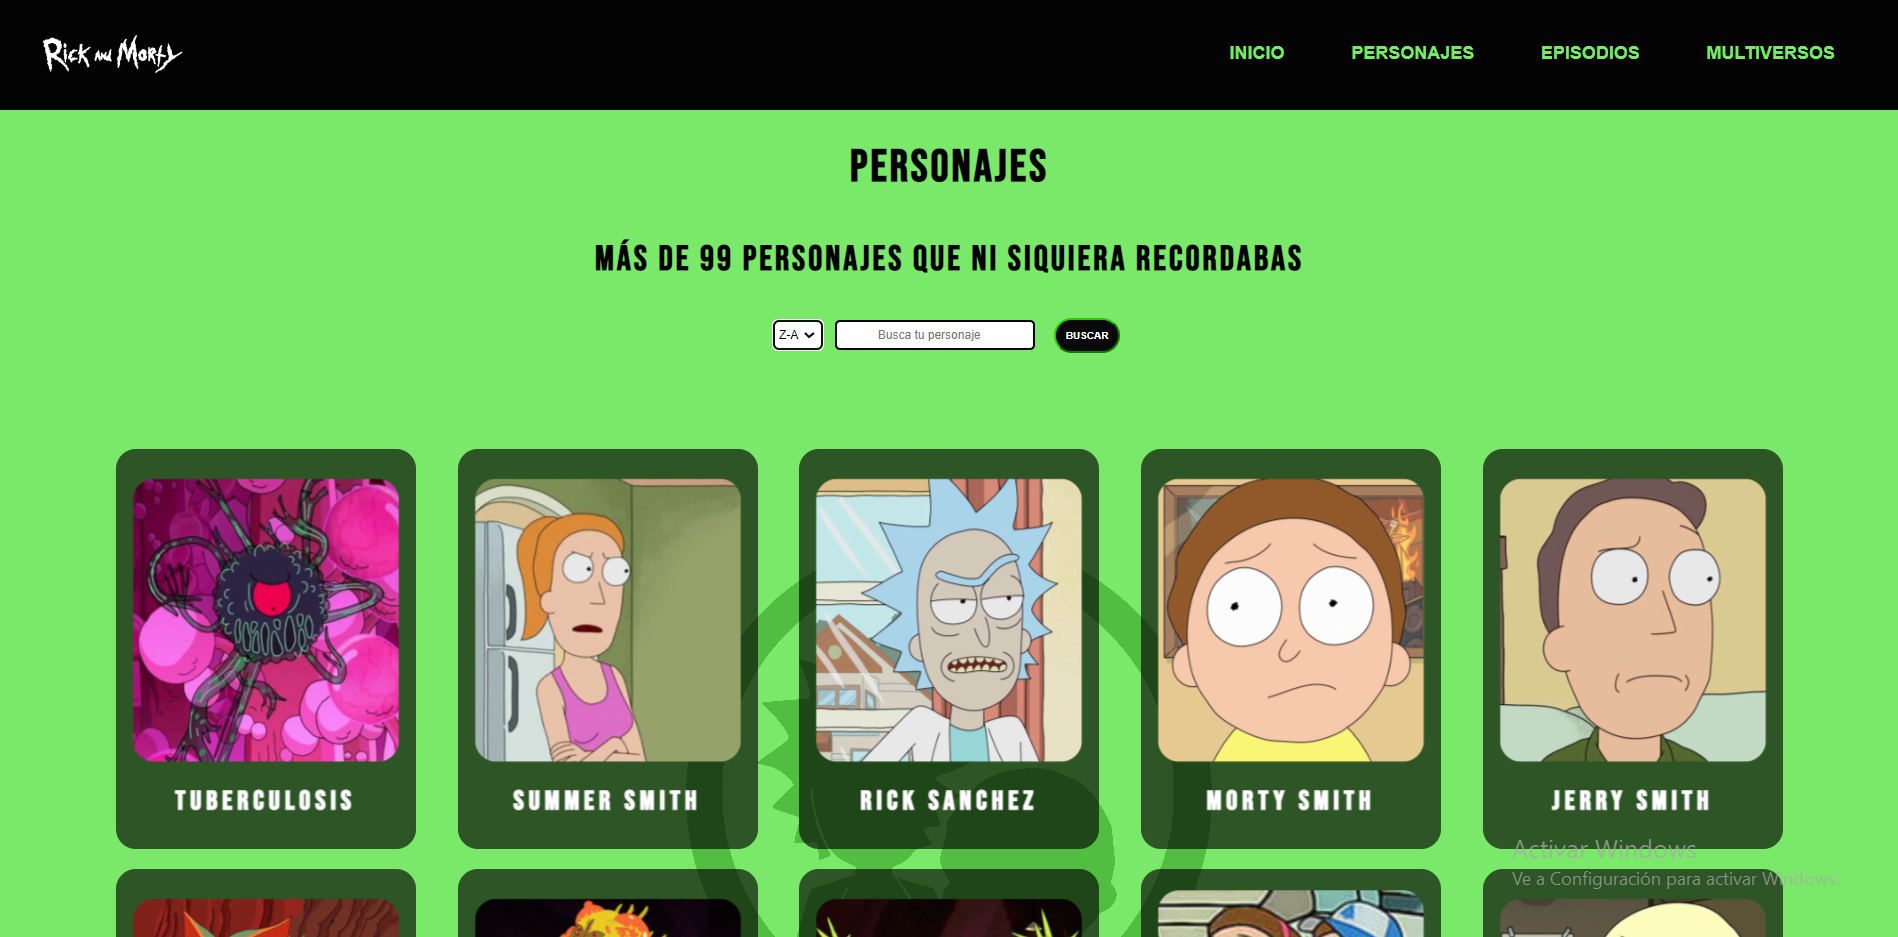 Rick and Morty
INICIO PERSONAJES EPISODIOS MULTIVERSOS
PERSONAJES
MÁS DE 99 PERSONAJES QUE NI SIQUIERA RECORDABAS
Z-A Busca tu personaje BUSCAR
TUBERCULOSIS SUMMER SMITH RICK SANCHEZ MORTY SMITH JERRY SMITH
Activar Windows
Ve a Configuración para activar Windows.